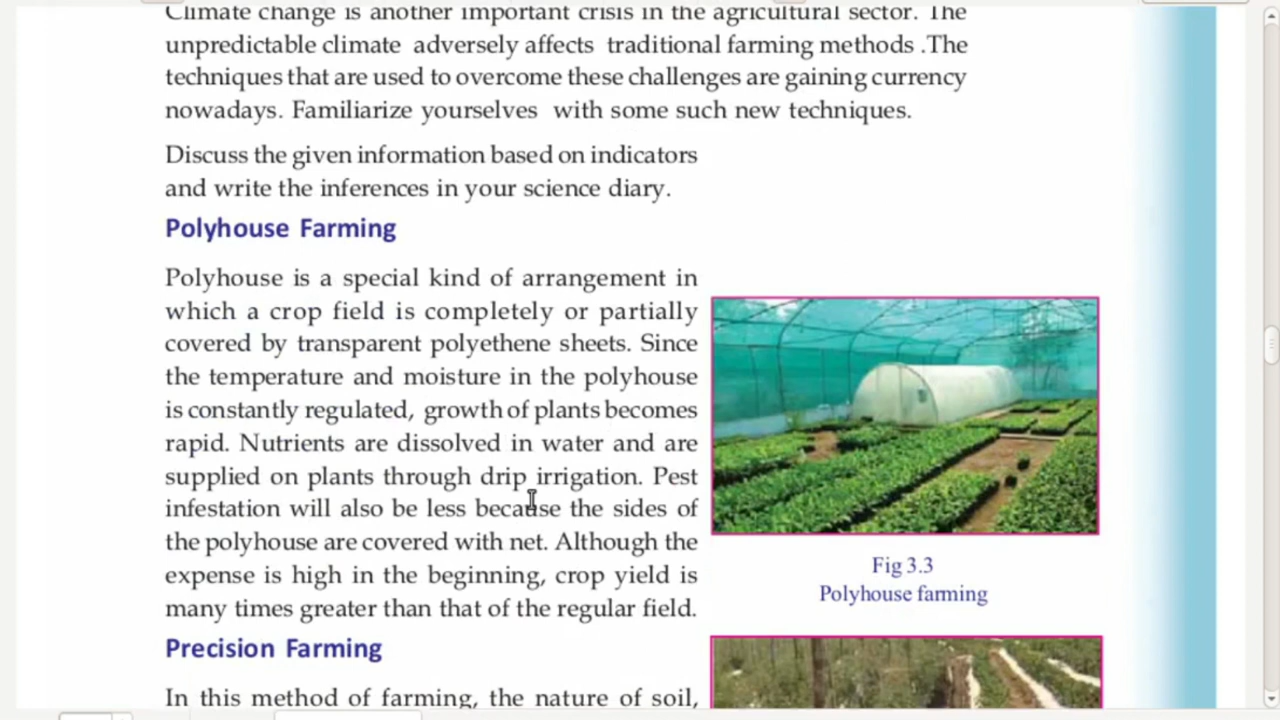 Climate change is another important crisis in the agricultural sector. The
unpredictable climate adversely affects traditional farming methods .The
techniques that are used to overcome these challenges are gaining currency
nowadays. Familiarize yourselves with some such new techniques.
Discuss the given information based on indicators
and write the inferences in your science diary.
Polyhouse Farming
Polyhouse is a special kind of arrangement in
which a crop field is completely or partially
covered by transparent polyethene sheets. Since
the temperature and moisture in the polyhouse
is constantly regulated, growth of plants becomes
rapid. Nutrients are dissolved in water and are
supplied on plants through drip irrigation. Pest
infestation will also be less because the sides of
the polyhouse are covered with net. Although the
expense is high in the beginning, crop yield is
many times greater than that of the regular field.
Fig 3.3
Polyhouse farming
Precision Farming
In this method of farming, the nature of soil,